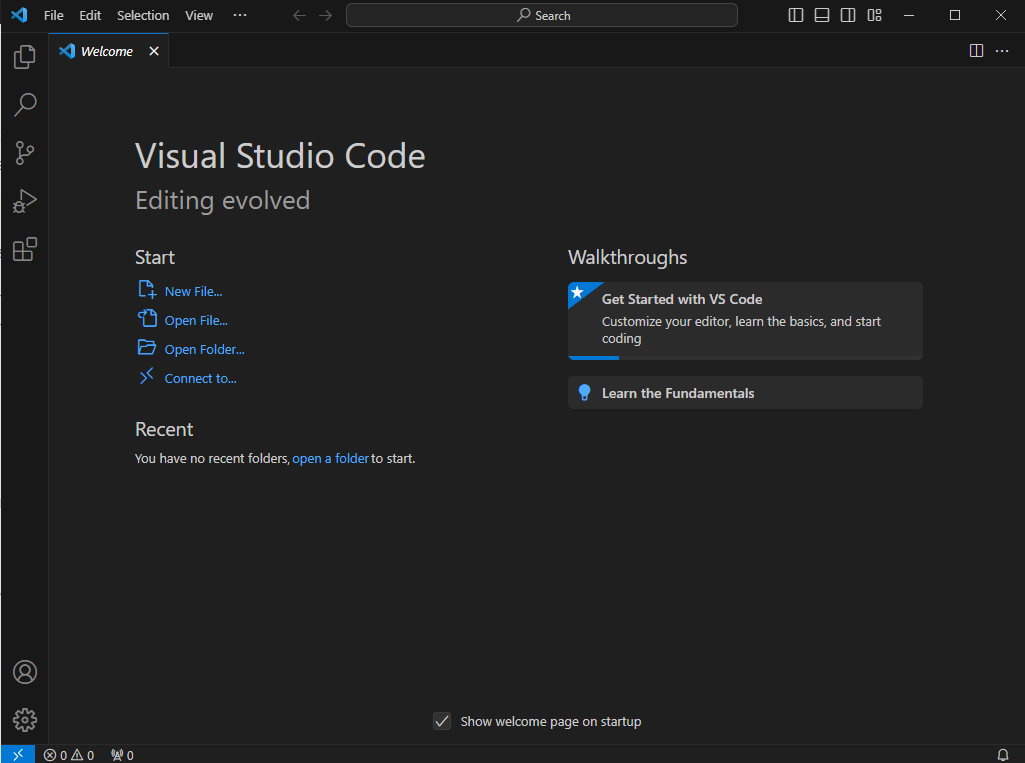 File Edit Selection View ··· Search
Welcome
Visual Studio Code
Editing evolved
Start
New File...
Open File...
Open Folder...
Connect to...
Recent
You have no recent folders, open a folder to start.
Walkthroughs
Get Started with VS Code
Customize your editor, learn the basics, and start
coding
Learn the Fundamentals
Show welcome page on startup
0 0 0